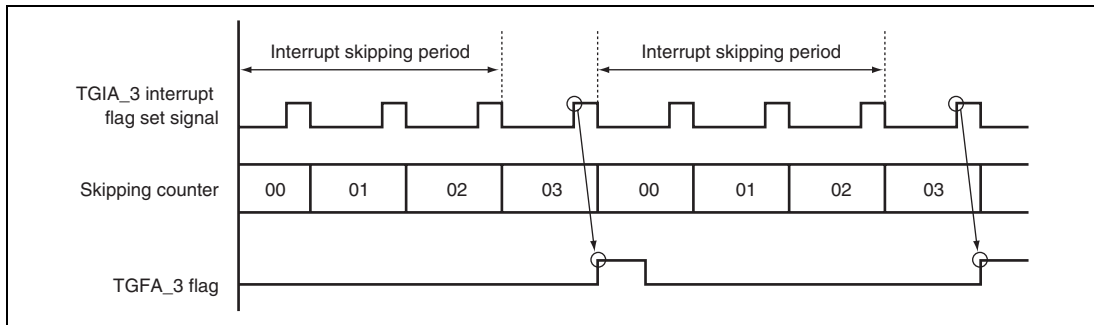 Interrupt skipping period
Interrupt skipping period
TGIA_3 interrupt
flag set signal
Skipping counter
00 01 02 03 00 01 02 03
TGFA_3 flag